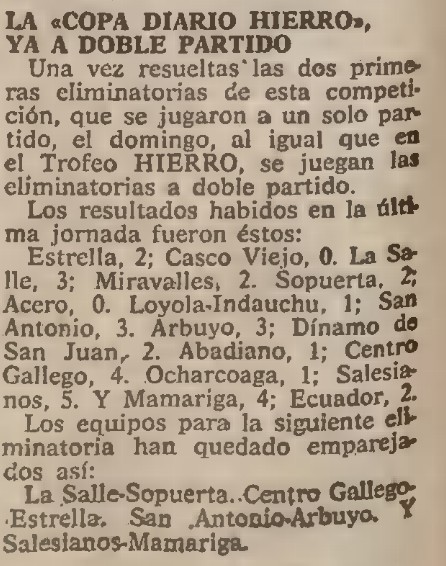 LA «COPA DIARIO HIERRO»,
YA A DOBLE PARTIDO
Una vez resueltas las dos prime-
ras eliminatorias de esta competi-
ción, que se jugaron a un solo par-
tido, el domingo, al igual que en
el Trofeo HIERRO, se juegan las
eliminatorias a doble partido.
Los resultados habidos en la últi-
ma jornada fueron éstos:
Estrella, 2; Casco Viejo, 0. La Sa-
lle, 3; Miravalles, 2. Sopuerta, 2;
Acero, 0. Loyola-Indauchu, 1; San
Antonio, 3. Arbuyo, 3; Dínamo de
San Juan, 2. Abadiano, 1; Centro
Gallego, 4. Ocharcoaga, 1; Salesia-
nos, 5. Y Mamariga, 4; Ecuador, 2.
Los equipos para la siguiente eli-
minatoria han quedado empareja-
dos así:
La Salle-Sopuerta. Centro Gallego-
Estrella. San Antonio-Arbuyo. Y
Salesianos-Mamariga.